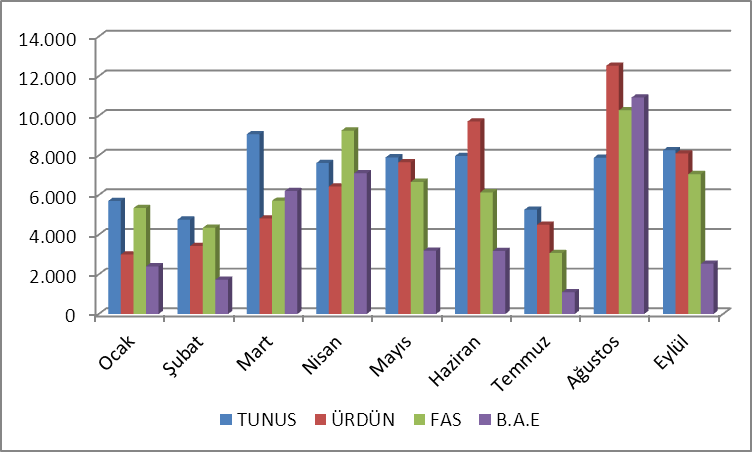 14.000
12.000
10.000
8.000
6.000
4.000
2.000
0
Ocak
Şubat
Mart
Nisan
Mayıs
Haziran
Temmuz
Ağustos
Eylül
TUNUS ÜRDÜN FAS B.A.E